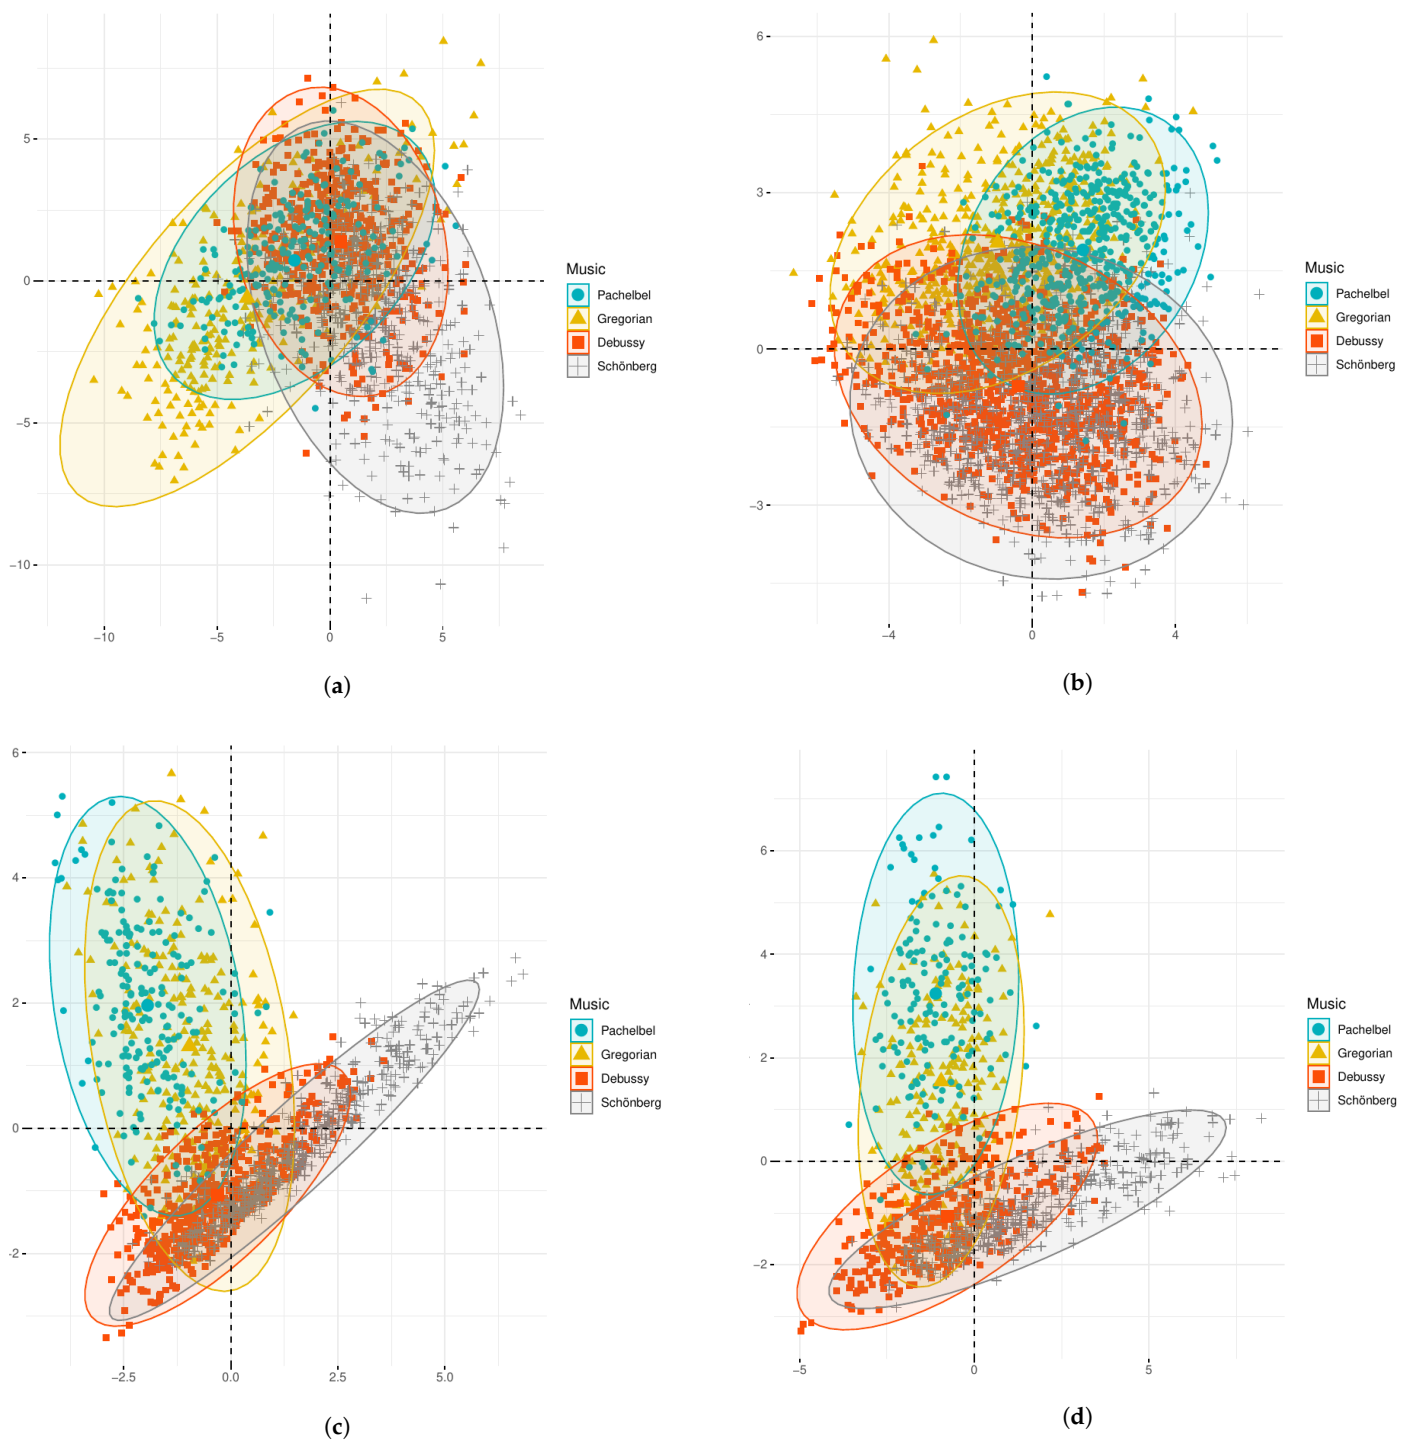 5
0
−5
−10
−10
−5
0
5
Music
Pachelbel
Gregorian
Debussy
Schönberg
(a)
6
3
0
−3
−4
0
4
Music
Pachelbel
Gregorian
Debussy
Schönberg
(b)
6
4
2
0
−2
−2.5
0.0
2.5
5.0
Music
Pachelbel
Gregorian
Debussy
Schönberg
(c)
6
4
2
0
−2
−5
0
5
Music
Pachelbel
Gregorian
Debussy
Schönberg
(d)